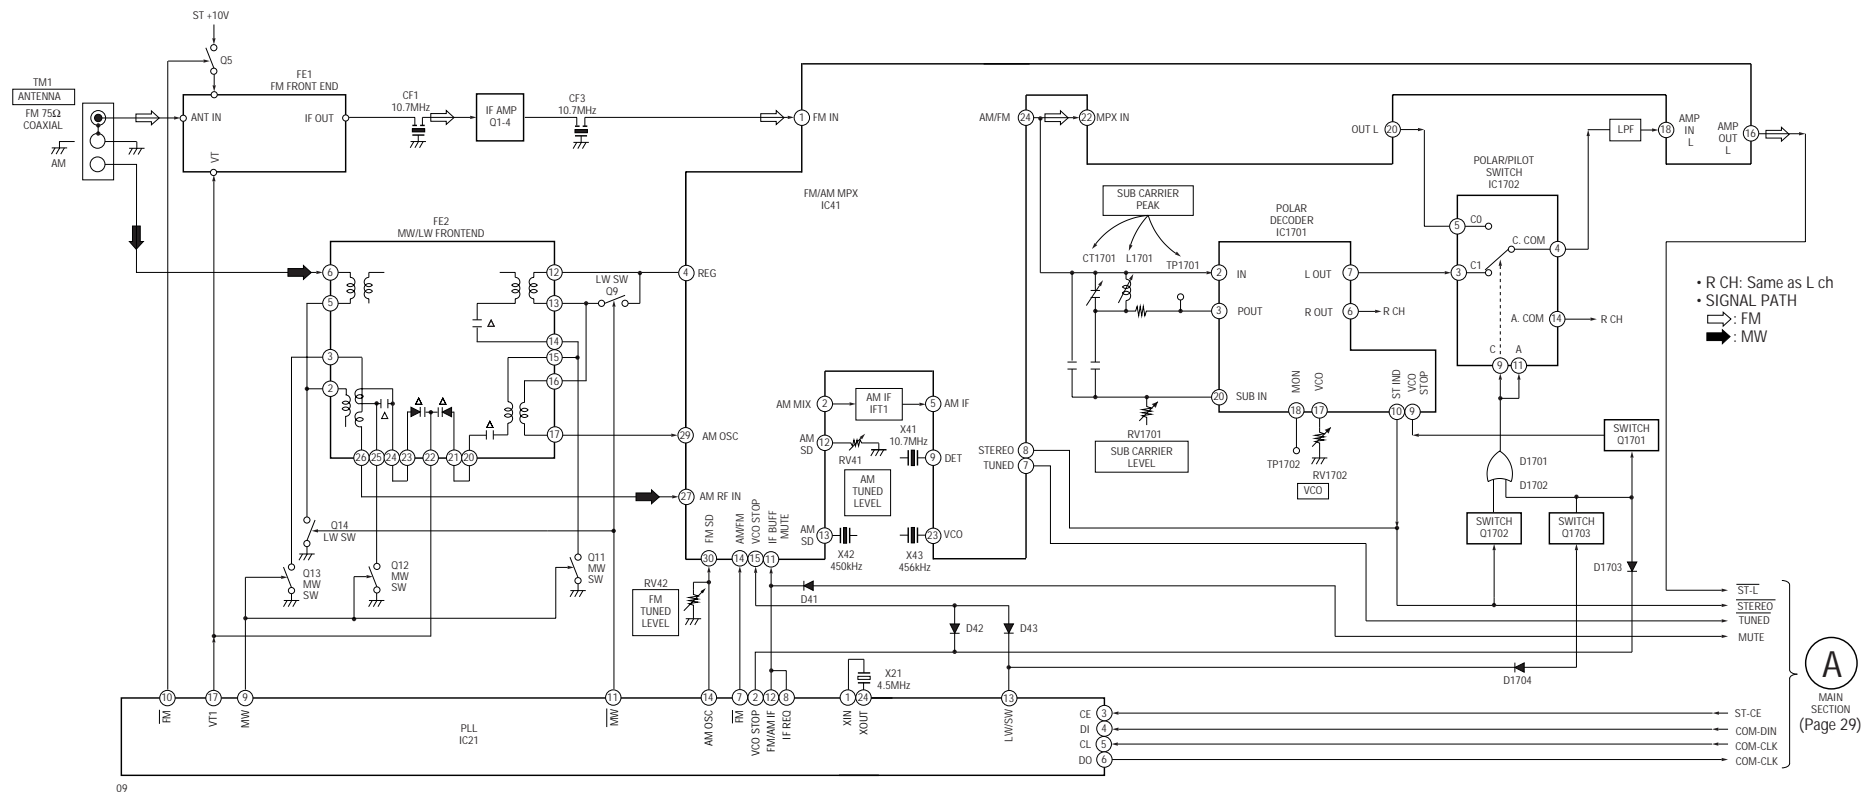 ST +10V
Q5
TM1
ANTENNA
FM 75Ω
COAXIAL
AM
FE1
FM FRONT END
ANT IN
IF OUT
VT
CF1
10.7MHz
IF AMP
Q1-4
CF3
10.7MHz
1
FM IN
FM/AM MPX
IC41
AM/FM
24
22
MPX IN
OUT L
20
LPF
18
AMP
IN
L
AMP
OUT
L
16
POLAR/PILOT
SWITCH
IC1702
5
C0
C. COM
4
3
C1
A. COM
14
R CH
C
A
9
11
SUB CARRIER
PEAK
CT1701
L1701
TP1701
POLAR
DECODER
IC1701
2
IN
L OUT
7
3
POUT
R OUT
6
R CH
20
SUB IN
MON
VCO
ST IND
VCO
STOP
18
17
10
9
RV1701
SUB CARRIER
LEVEL
TP1702
RV1702
VCO
SWITCH
Q1701
D1701
D1702
SWITCH
Q1702
SWITCH
Q1703
D1703
• R CH: Same as L ch
• SIGNAL PATH
: FM
: MW
FE2
MW/LW FRONTEND
6
5
3
2
12
13
14
15
16
17
26
25
24
23
22
21
20
LW SW
Q9
4
REG
29
AM OSC
27
AM RF IN
AM MIX
2
AM IF
IFT1
5
AM IF
AM
SD
12
RV41
AM
TUNED
LEVEL
X41
10.7MHz
9
DET
AM
SD
13
X42
450kHz
X43
456kHz
23
VCO
STEREO
8
TUNED
7
FM SD
AM/FM
VCO STOP
IF BUFF
MUTE
30
14
15
11
Q14
LW SW
Q13
MW
SW
Q12
MW
SW
Q11
MW
SW
RV42
FM
TUNED
LEVEL
D41
D42
D43
D1704
X21
4.5MHz
ST-L
STEREO
TUNED
MUTE
A
MAIN
SECTION
(Page 29)
10
17
9
11
14
7
2
12
8
1
24
13
FM
VT1
MW
MW
AM OSC
FM
VCO STOP
FM/AM IF
IF REQ
XIN
XOUT
LW/SW
PLL
IC21
CE
3
ST-CE
DI
4
COM-DIN
CL
5
COM-CLK
DO
6
COM-CLK
09